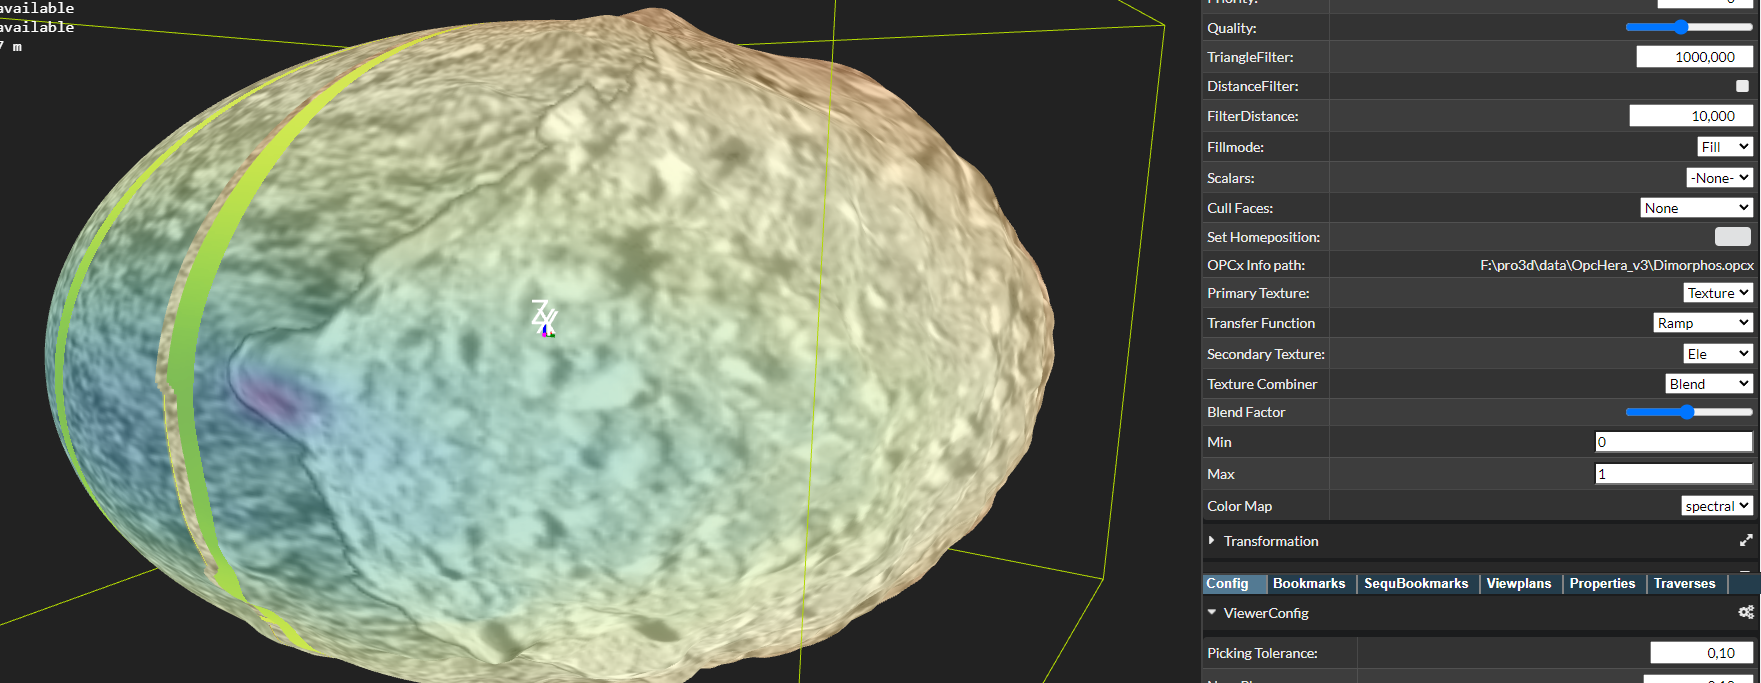 available
available
7 m
Z
Y
X
Priority:
Quality:
TriangleFilter: 1000,000
DistanceFilter:
FilterDistance: 10,000
Fillmode: Fill
Scalars: -None-
Cull Faces: None
Set Homeposition:
OPCx Info path: F:\pro3d\data\OpcHera_v3\Dimorphos.opcx
Primary Texture: Texture
Transfer Function Ramp
Secondary Texture: Ele
Texture Combiner Blend
Blend Factor
Min 0
Max 1
Color Map spectral
Transformation
Config Bookmarks SequBookmarks Viewplans Properties Traverses
ViewerConfig
Picking Tolerance: 0,10